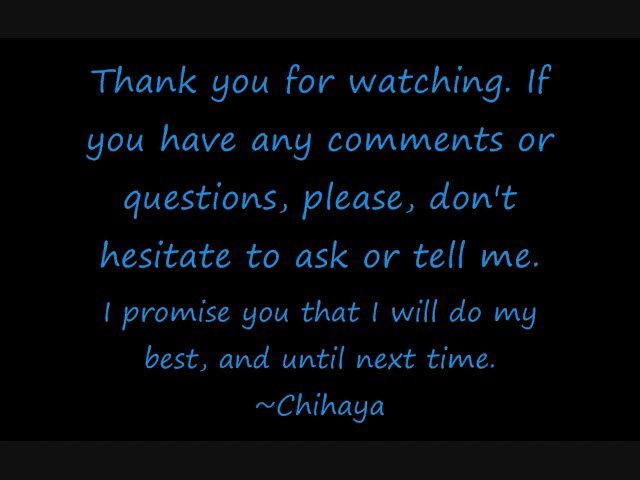 Thank you for watching. If
you have any comments or
questions, please, don't
hesitate to ask or tell me.
I promise you that I will do my
best, and until next time.
~Chihaya